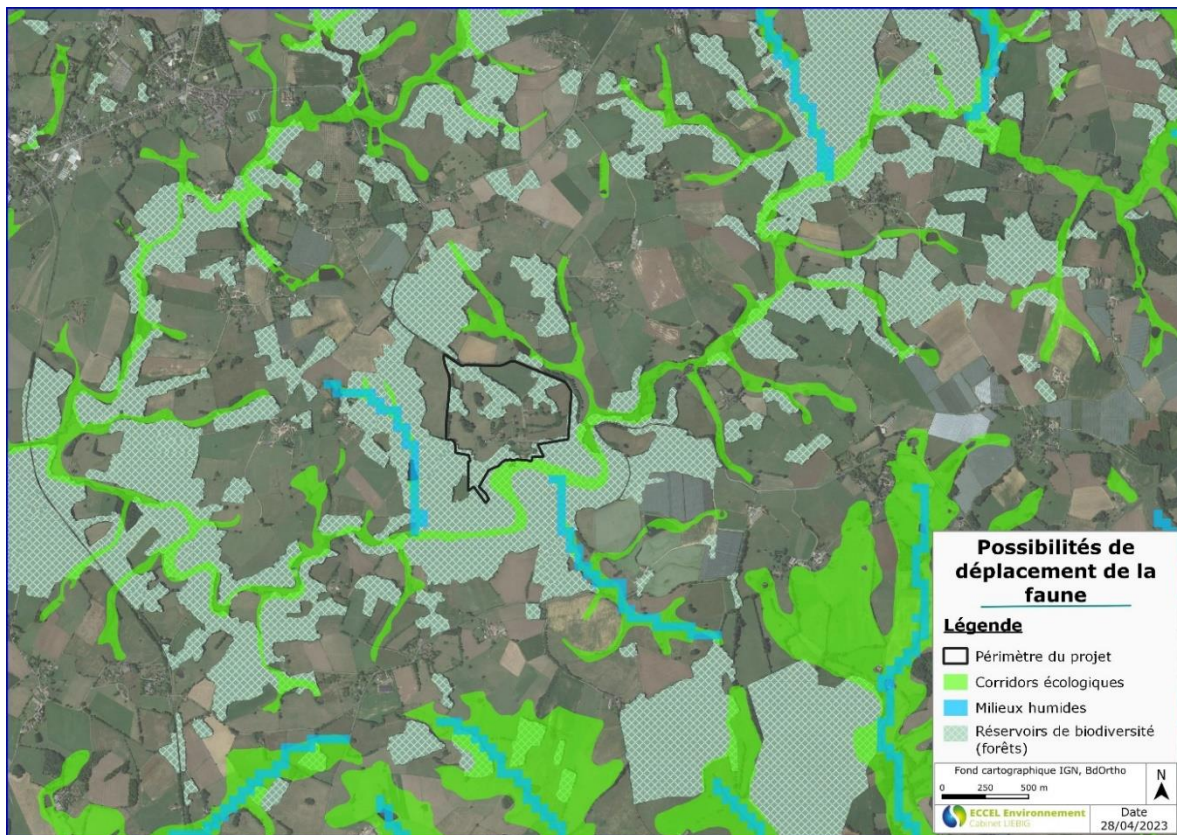 Possibilités de
déplacement de la
faune
Légende
Périmètre du projet
Corridors écologiques
Milieux humides
Réservoirs de biodiversité
(forêts)
Fond cartographique IGN, BdOrtho
0 250 500 m
N
ECCEL Environnement
Cabinet LIEBIG
Date
28/04/2023